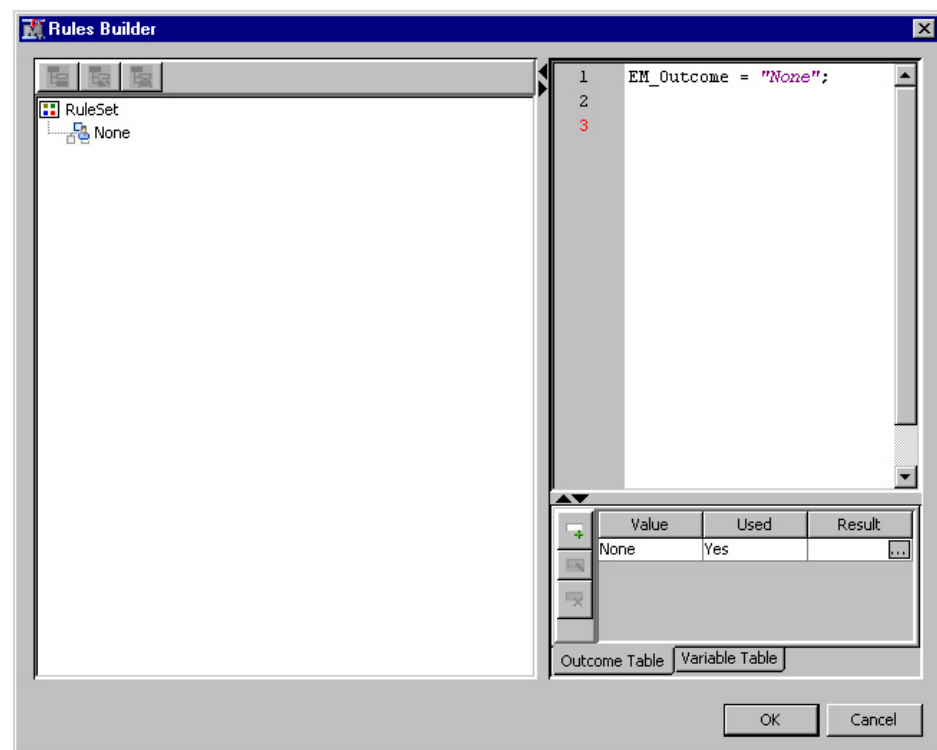 Rules Builder
RuleSet
None
1 EM_Outcome = "None";
2
3
Value Used Result
None Yes ...
Outcome Table Variable Table
OK Cancel